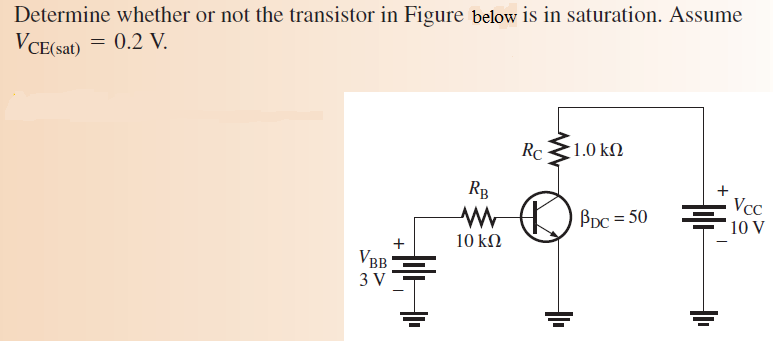 Determine whether or not the transistor in Figure below is in saturation. Assume
VCE(sat) = 0.2 V.
RC 1.0 kΩ
RB
10 kΩ
βDC = 50
+
VCC
10 V
−
+
VBB
3 V
−